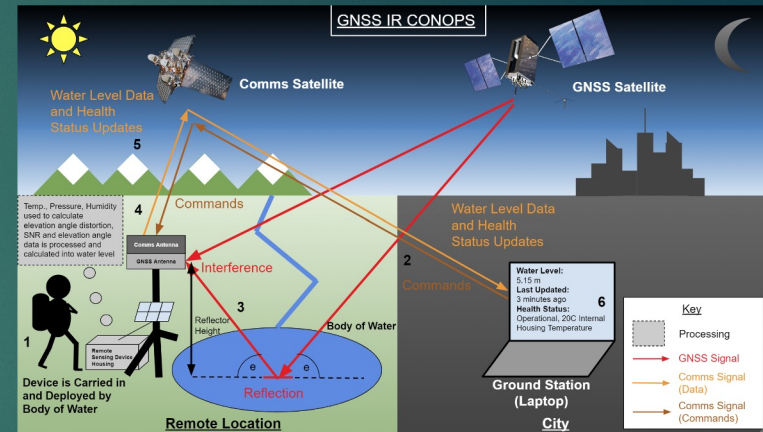 GNSS IR CONOPS
Comms Satellite
GNSS Satellite
Water Level Data
and Health
Status Updates
5
Temp., Pressure, Humidity
used to calculate
elevation angle distortion,
SNR and elevation angle
data is processed and
calculated into water level
4
Commands
Comms Antenna
GNSS Antenna
Interference
3
Reflector
Height
1
Remote
Sensing Device
Housing
Device is Carried in
and Deployed by
Body of Water
Body of Water
e
e
Reflection
Remote Location
Water Level Data
and Health
Status Updates
2
Commands
Water Level:
5.15 m
Last Updated:
3 minutes ago
Health Status:
Operational, 20C Internal
Housing Temperature
6
Ground Station
(Laptop)
City
Key
Processing
GNSS Signal
Comms Signal
(Data)
Comms Signal
(Commands)